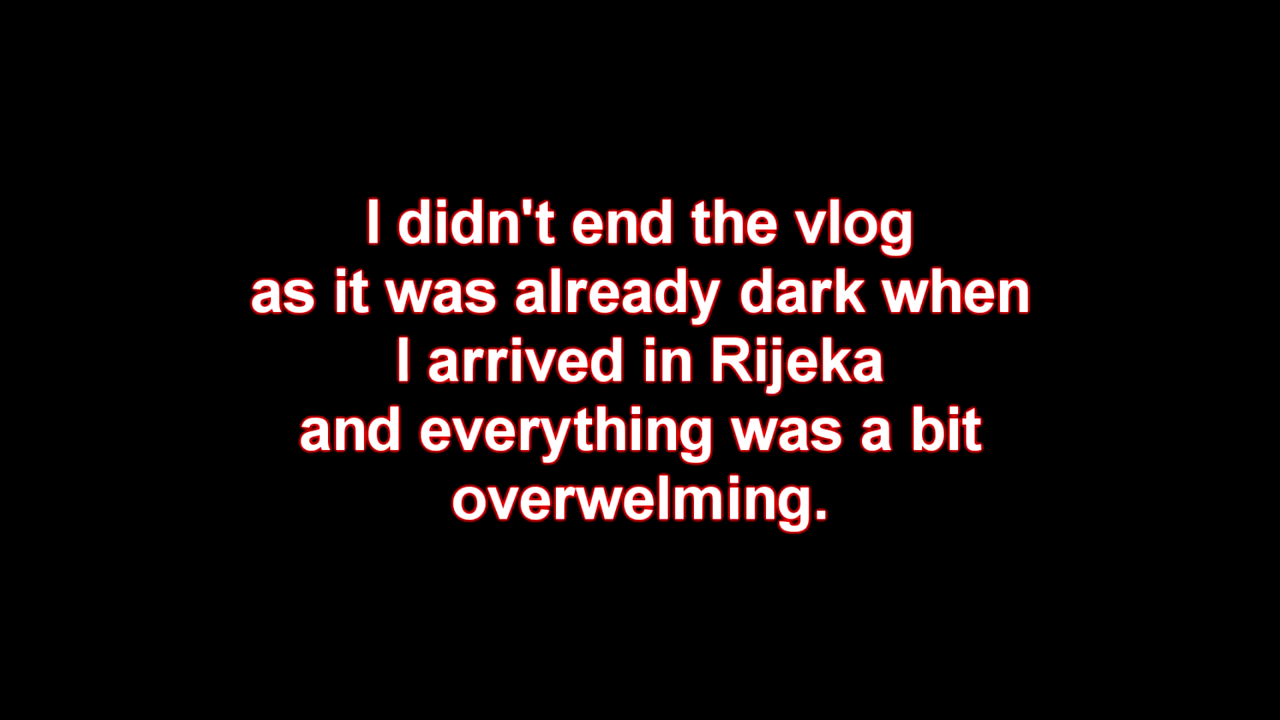 I didn't end the vlog
as it was already dark when
I arrived in Rijeka
and everything was a bit
overwelming.